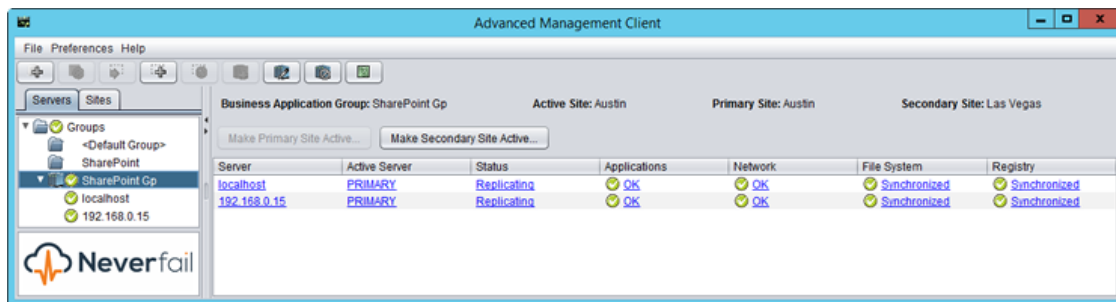 Advanced Management Client
File Preferences Help
Servers Sites
Business Application Group: SharePoint Gp Active Site: Austin Primary Site: Austin Secondary Site: Las Vegas
Make Primary Site Active... Make Secondary Site Active...
Groups
<Default Group>
SharePoint
SharePoint Gp
localhost
192.168.0.15
Server Active Server Status Applications Network File System Registry
localhost PRIMARY Replicating OK OK Synchronized Synchronized
192.168.0.15 PRIMARY Replicating OK OK Synchronized Synchronized
Neverfail